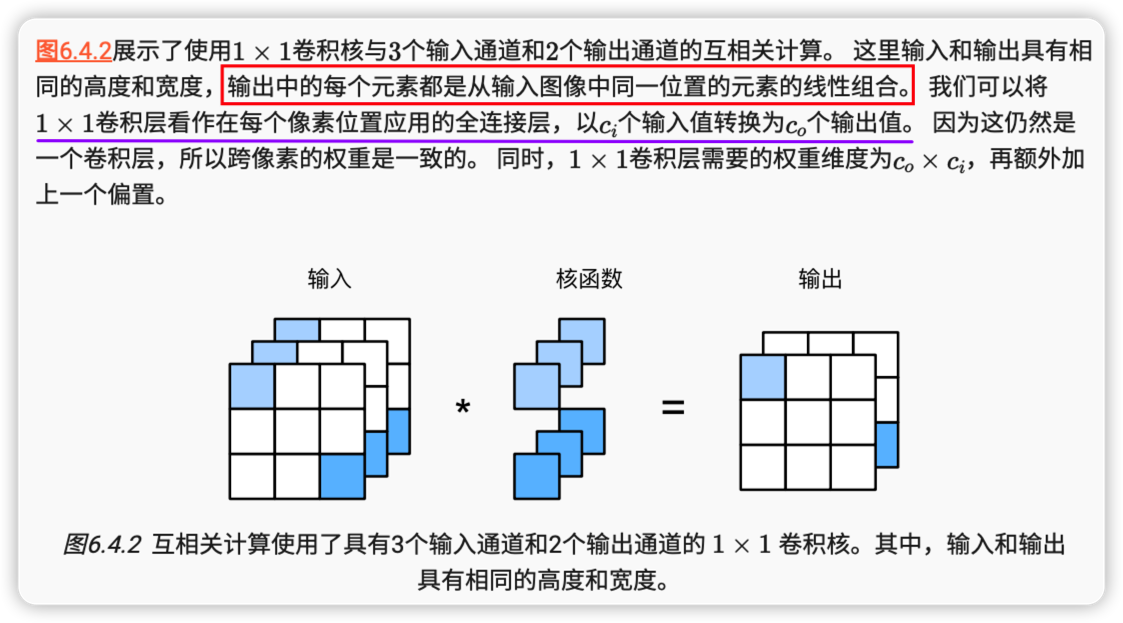 图6.4.2展示了使用1 × 1卷积核与3个输入通道和2个输出通道的互相关计算。 这里输入和输出具有相
同的高度和宽度，输出中的每个元素都是从输入图像中同一位置的元素的线性组合。 我们可以将
1 × 1卷积层看作在每个像素位置应用的全连接层，以cᵢ个输入值转换为cₒ个输出值。 因为这仍然是
一个卷积层，所以跨像素的权重是一致的。 同时，1 × 1卷积层需要的权重维度为cₒ × cᵢ，再额外加
上一个偏置。
输入 核函数 输出
* =
图6.4.2 互相关计算使用了具有3个输入通道和2个输出通道的 1 × 1 卷积核。其中，输入和输出
具有相同的高度和宽度。